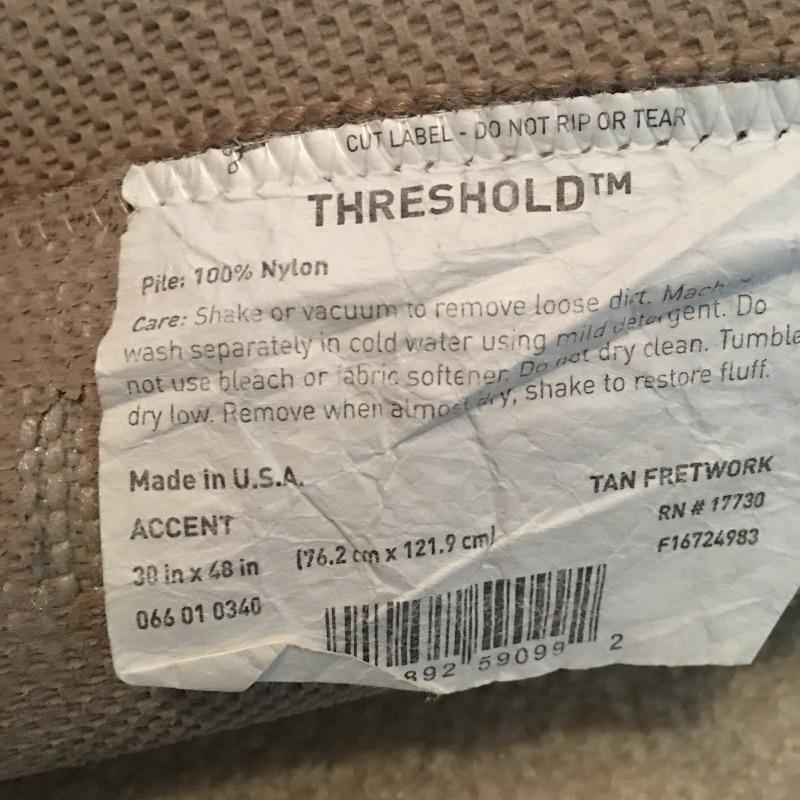 CUT LABEL - DO NOT RIP OR TEAR
THRESHOLD™
Pile: 100% Nylon
Care: Shake or vacuum to remove loose dirt. Mach
wash separately in cold water using mild detergent. Do
not use bleach or fabric softener. Do not dry clean. Tumble
dry low. Remove when almost dry, shake to restore fluff.
Made in U.S.A.
TAN FRETWORK
ACCENT
RN # 17730
30 in x 48 in (76.2 cm x 121.9 cm)
F16724983
066 01 0340
892 59099 2